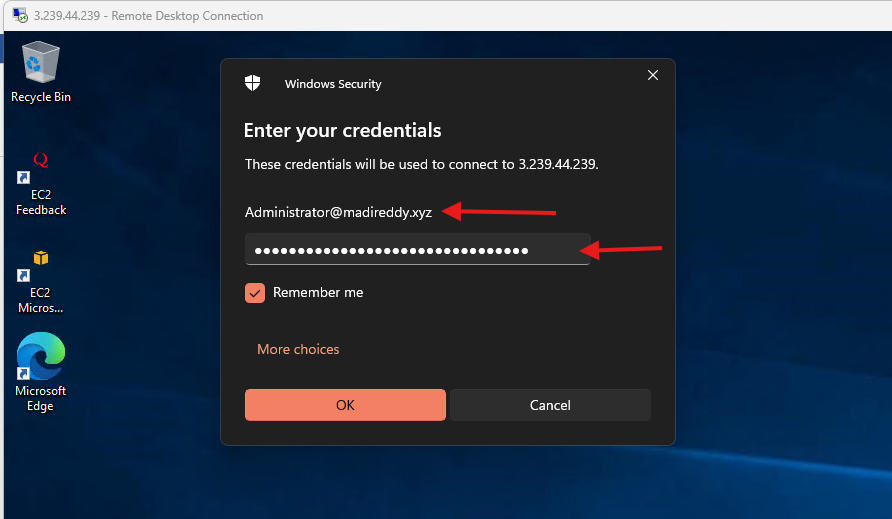 3.239.44.239 - Remote Desktop Connection
Recycle Bin
EC2
Feedback
EC2
Micros...
Microsoft
Edge
Windows Security
Enter your credentials
These credentials will be used to connect to 3.239.44.239.
Administrator@madireddy.xyz
Remember me
More choices
OK
Cancel